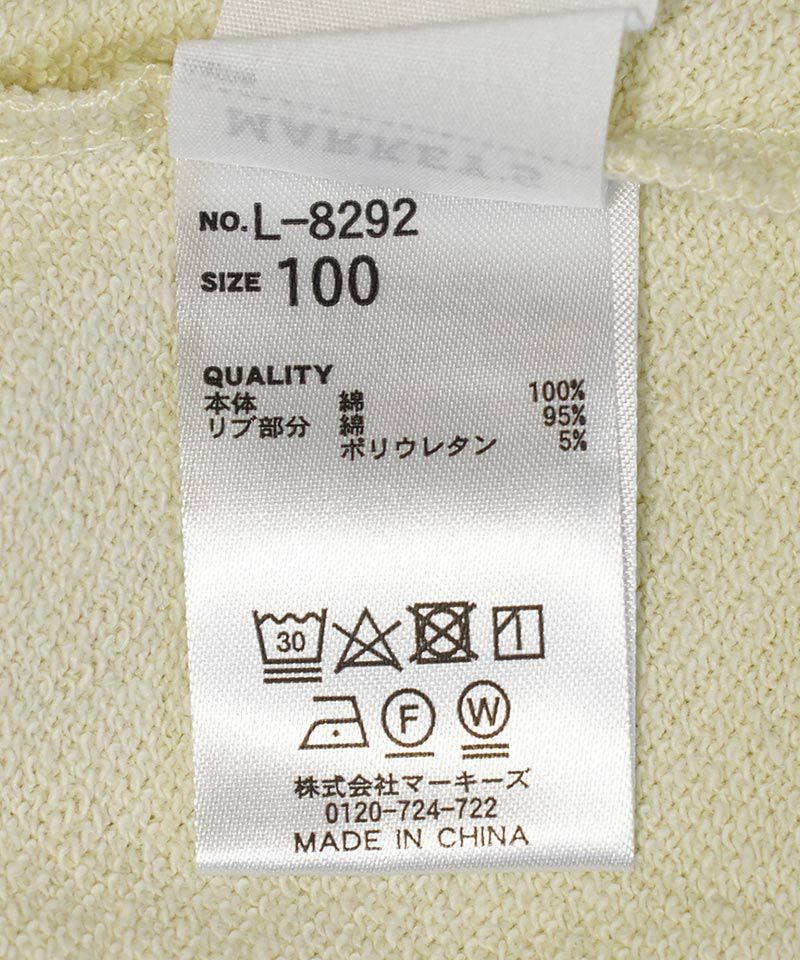 MARKEY'S
NO. L-8292
SIZE 100
QUALITY
本体 綿 100%
リブ部分 綿 95%
ポリウレタン 5%
30
F W
株式会社マーキーズ
0120-724-722
MADE IN CHINA